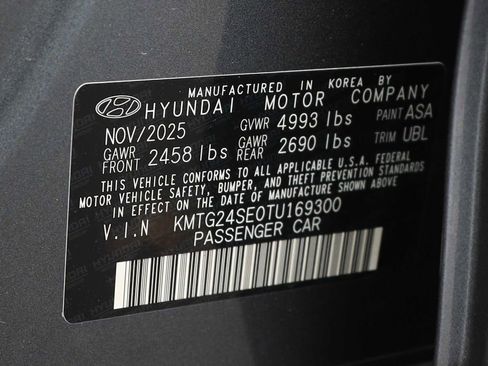 MANUFACTURED IN KOREA BY
HYUNDAI MOTOR COMPANY
NOV/2025 GVWR 4993 lbs PAINT ASA
GAWR FRONT 2458 lbs GAWR REAR 2690 lbs TRIM UBL
THIS VEHICLE CONFORMS TO ALL APPLICABLE U.S.A. FEDERAL
MOTOR VEHICLE SAFETY, BUMPER, AND THEFT PREVENTION STANDARDS
IN EFFECT ON THE DATE OF MANUFACTURE SHOWN ABOVE.
V.I.N KMTG24SE0TU169300
PASSENGER CAR